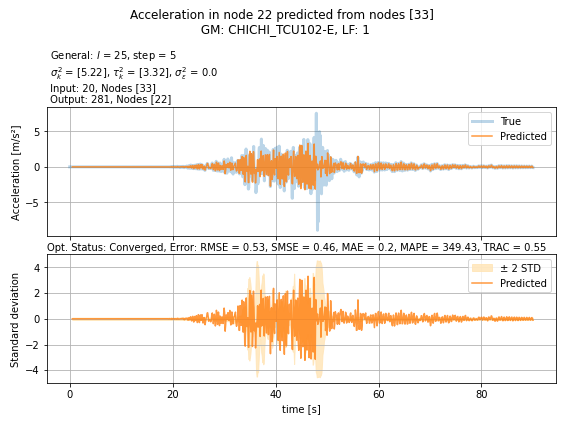 Acceleration in node 22 predicted from nodes [33]
GM: CHICHI_TCU102-E, LF: 1
General: l = 25, step = 5
σ²ₖ = [5.22], τ²ₖ = [3.32], σ²ε = 0.0
Input: 20, Nodes [33]
Output: 281, Nodes [22]
Acceleration [m/s²]
5
0
−5
True
Predicted
Opt. Status: Converged, Error: RMSE = 0.53, SMSE = 0.46, MAE = 0.2, MAPE = 349.43, TRAC = 0.55
Standard deviation
4
2
0
−2
−4
± 2 STD
Predicted
0 20 40 60 80
time [s]